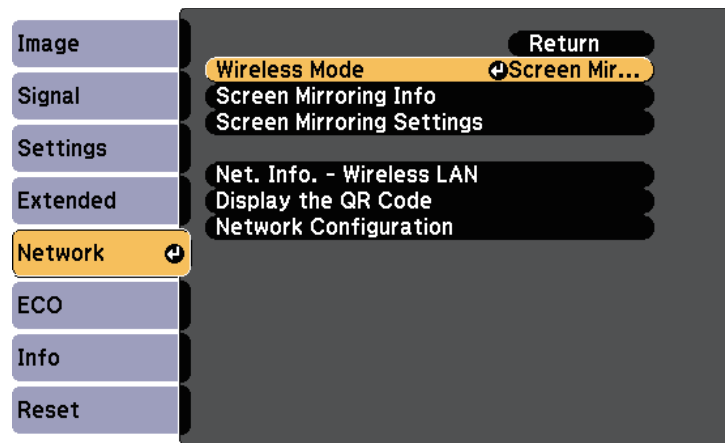 Image
Signal
Settings
Extended
Network
ECO
Info
Reset
Return
Wireless Mode Screen Mir...
Screen Mirroring Info
Screen Mirroring Settings
Net. Info. - Wireless LAN
Display the QR Code
Network Configuration